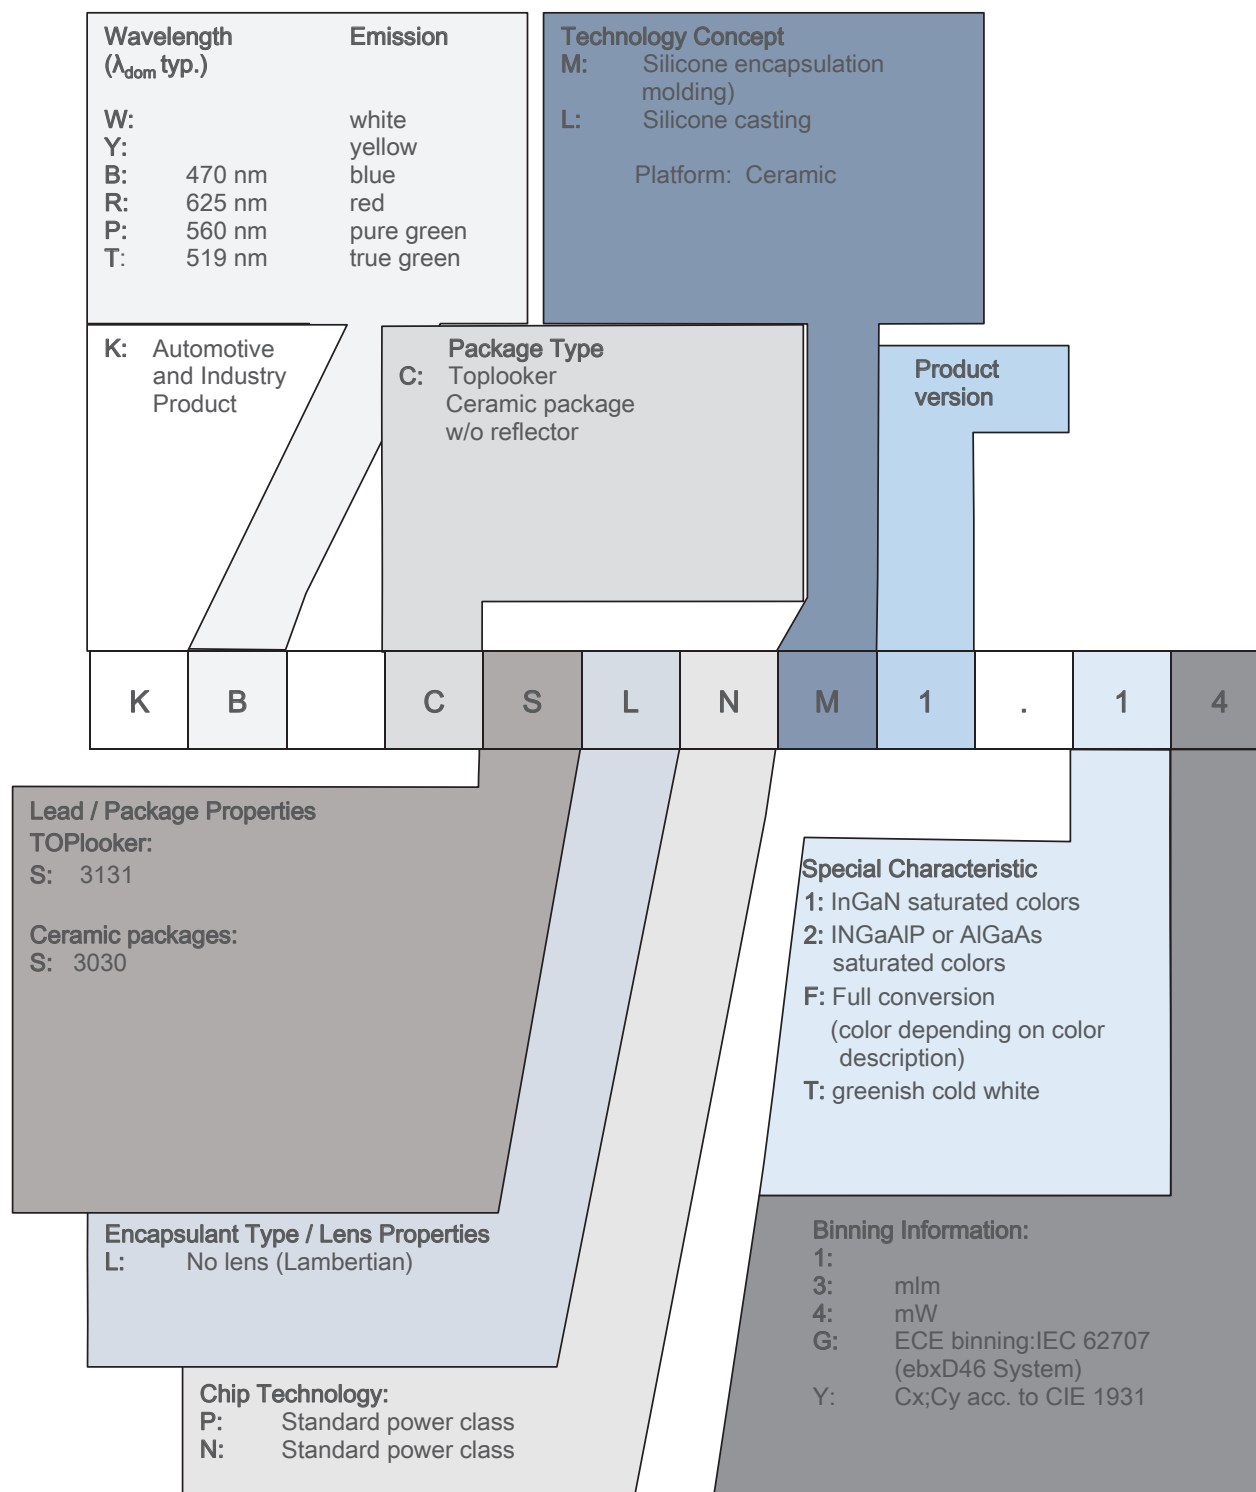 Wavelength Emission
(λdom typ.)
W: white
Y: yellow
B: 470 nm blue
R: 625 nm red
P: 560 nm pure green
T: 519 nm true green
Technology Concept
M: Silicone encapsulation
molding)
L: Silicone casting
Platform: Ceramic
K: Automotive
and Industry
Product
Package Type
C: Toplooker
Ceramic package
w/o reflector
Product
version
K B C S L N M 1 . 1 4
Lead / Package Properties
TOPlooker:
S: 3131
Ceramic packages:
S: 3030
Special Characteristic
1: InGaN saturated colors
2: INGaAlP or AlGaAs
saturated colors
F: Full conversion
(color depending on color
description)
T: greenish cold white
Encapsulant Type / Lens Properties
L: No lens (Lambertian)
Binning Information:
1:
3: mlm
4: mW
G: ECE binning:IEC 62707
(ebxD46 System)
Y: Cx;Cy acc. to CIE 1931
Chip Technology:
P: Standard power class
N: Standard power class